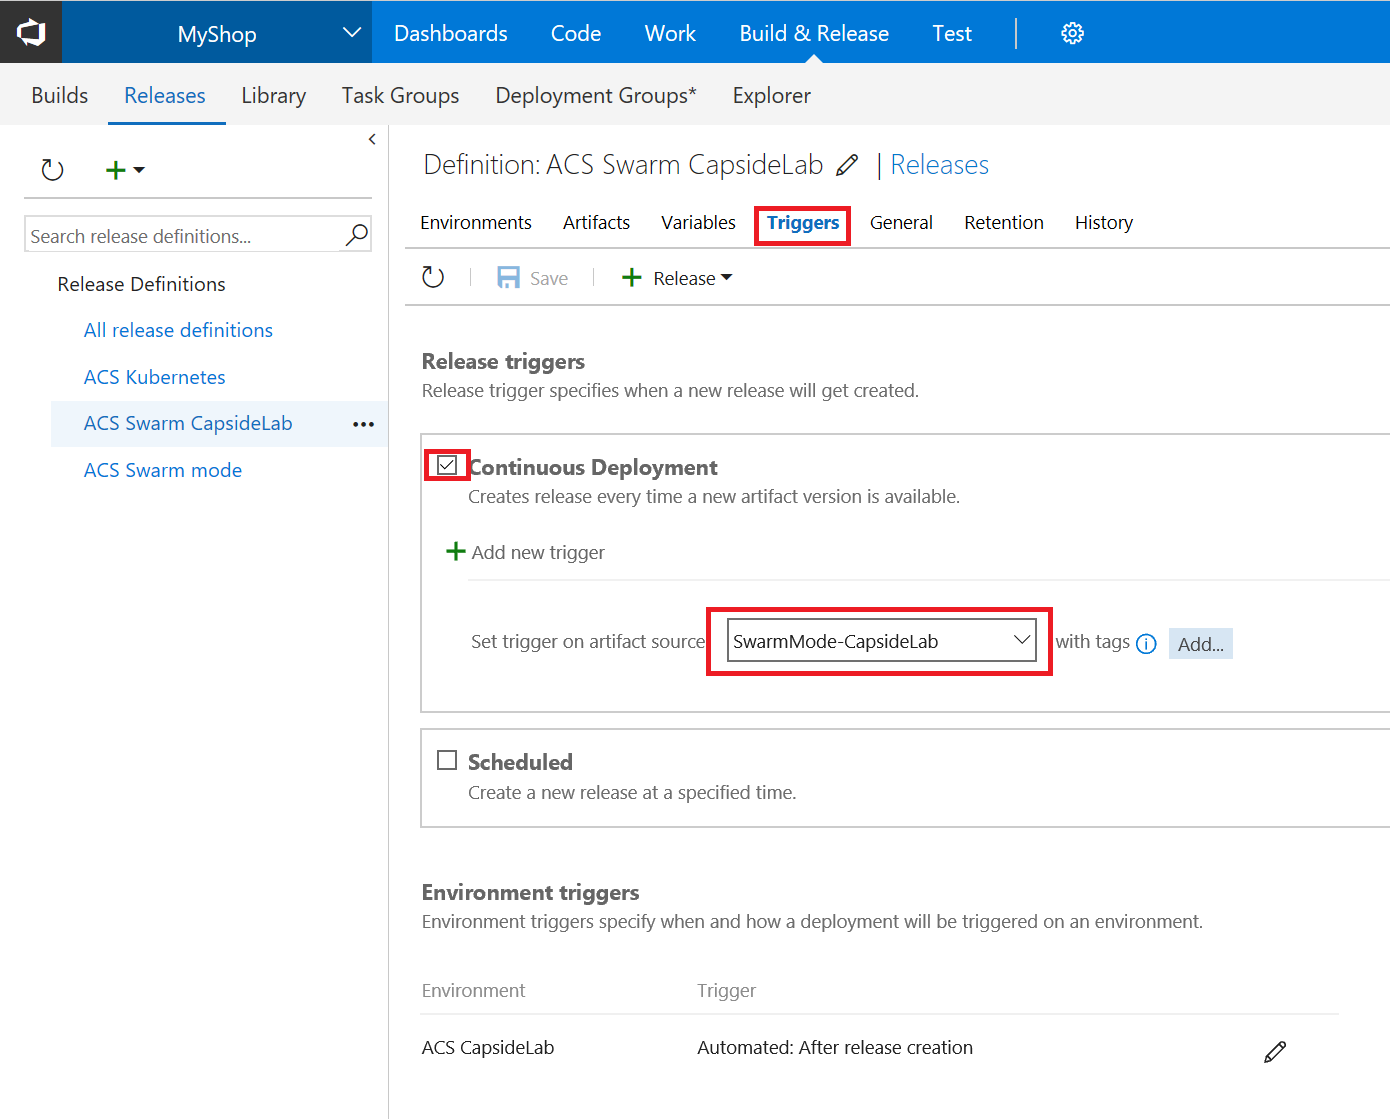 MyShop Dashboards Code Work Build & Release Test
Builds Releases Library Task Groups Deployment Groups* Explorer
Search release definitions...
Release Definitions
All release definitions
ACS Kubernetes
ACS Swarm CapsideLab
ACS Swarm mode
Definition: ACS Swarm CapsideLab | Releases
Environments Artifacts Variables Triggers General Retention History
Save Release
Release triggers
Release trigger specifies when a new release will get created.
Continuous Deployment
Creates release every time a new artifact version is available.
Add new trigger
Set trigger on artifact source SwarmMode-CapsideLab with tags Add...
Scheduled
Create a new release at a specified time.
Environment triggers
Environment triggers specify when and how a deployment will be triggered on an environment.
Environment Trigger
ACS CapsideLab Automated: After release creation